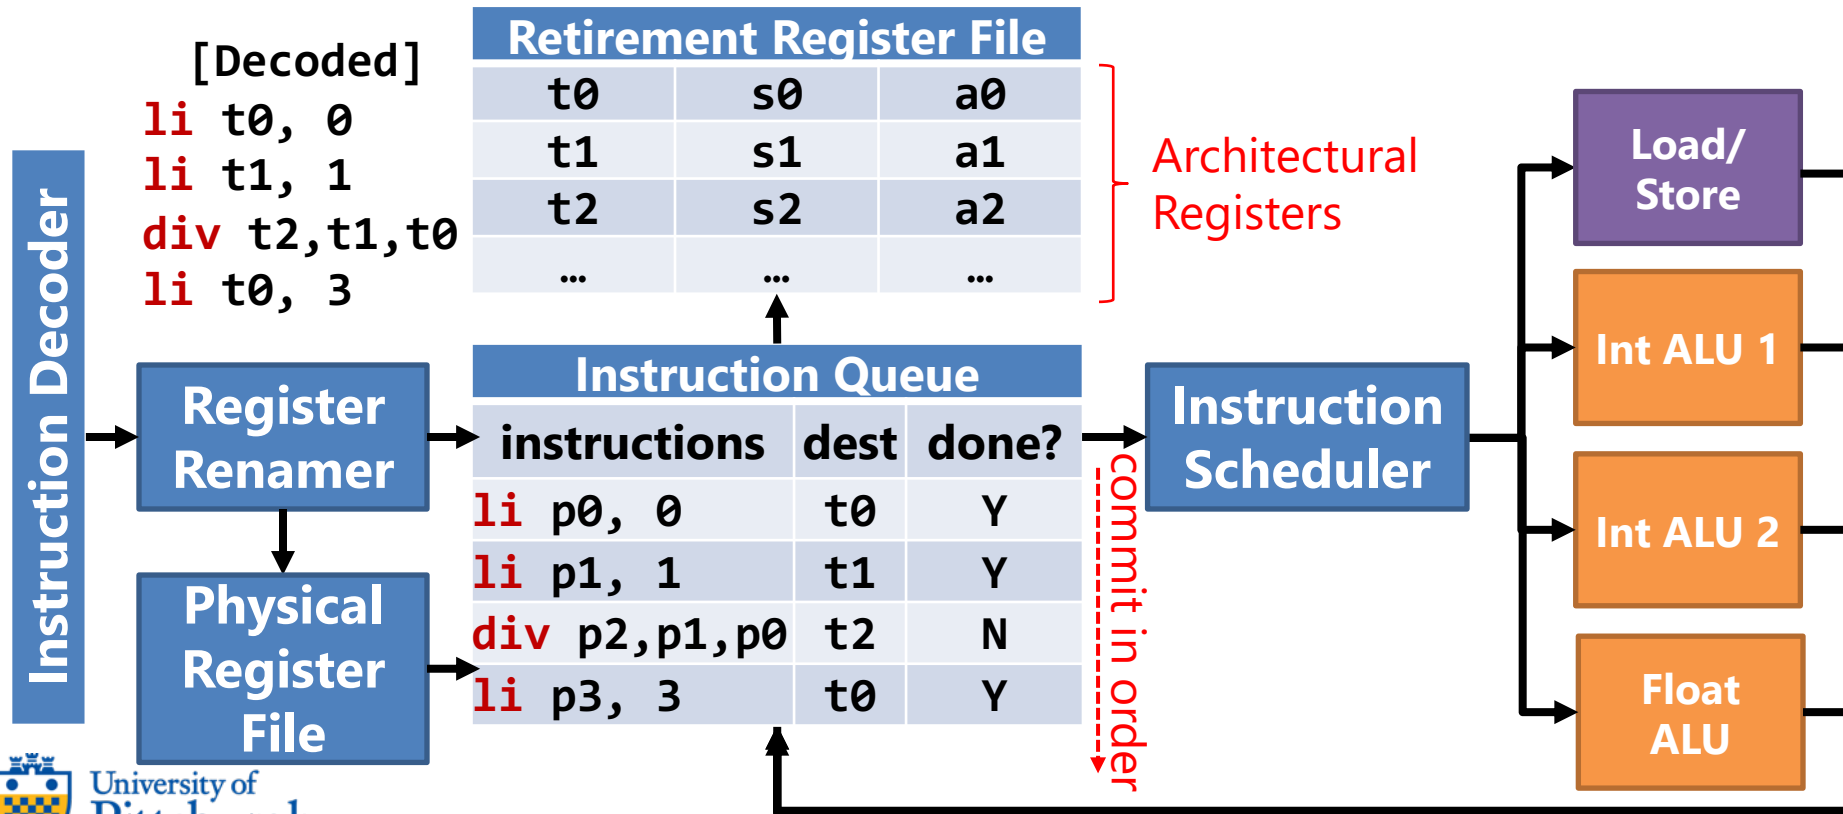 [Decoded]
li t0, 0
li t1, 1
div t2,t1,t0
li t0, 3
Instruction Decoder
Retirement Register File
t0 s0 a0
t1 s1 a1
t2 s2 a2
… … …
Architectural
Registers
Register
Renamer
Physical
Register
File
Instruction Queue
instructions dest done?
li p0, 0 t0 Y
li p1, 1 t1 Y
div p2,p1,p0 t2 N
li p3, 3 t0 Y
commit in order
Instruction
Scheduler
Load/
Store
Int ALU 1
Int ALU 2
Float
ALU
University of